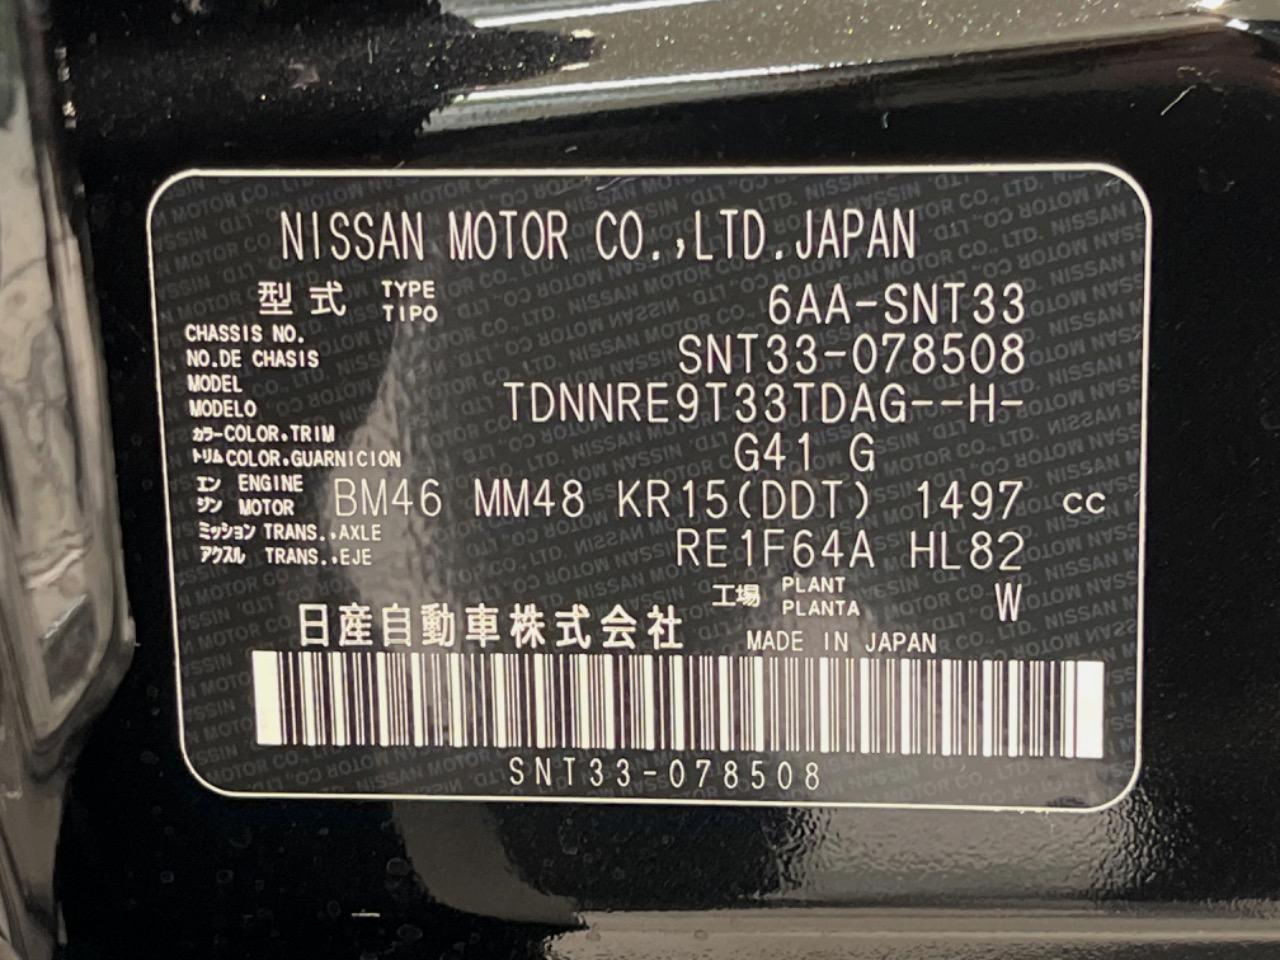 NISSAN MOTOR CO.,LTD.JAPAN
型式 TYPE TIPO 6AA-SNT33
CHASSIS NO.
NO.DE CHASIS SNT33-078508
MODEL
MODELO TDNNRE9T33TDAG--H-
カラー COLOR.TRIM
トリム COLOR.GUARNICION G41 G
エン ENGINE
ジン MOTOR BM46 MM48 KR15(DDT) 1497 cc
ミッション TRANS.,AXLE
アクスル TRANS.,EJE RE1F64A HL82
工場 PLANT PLANTA W
日産自動車株式会社 MADE IN JAPAN
SNT33-078508